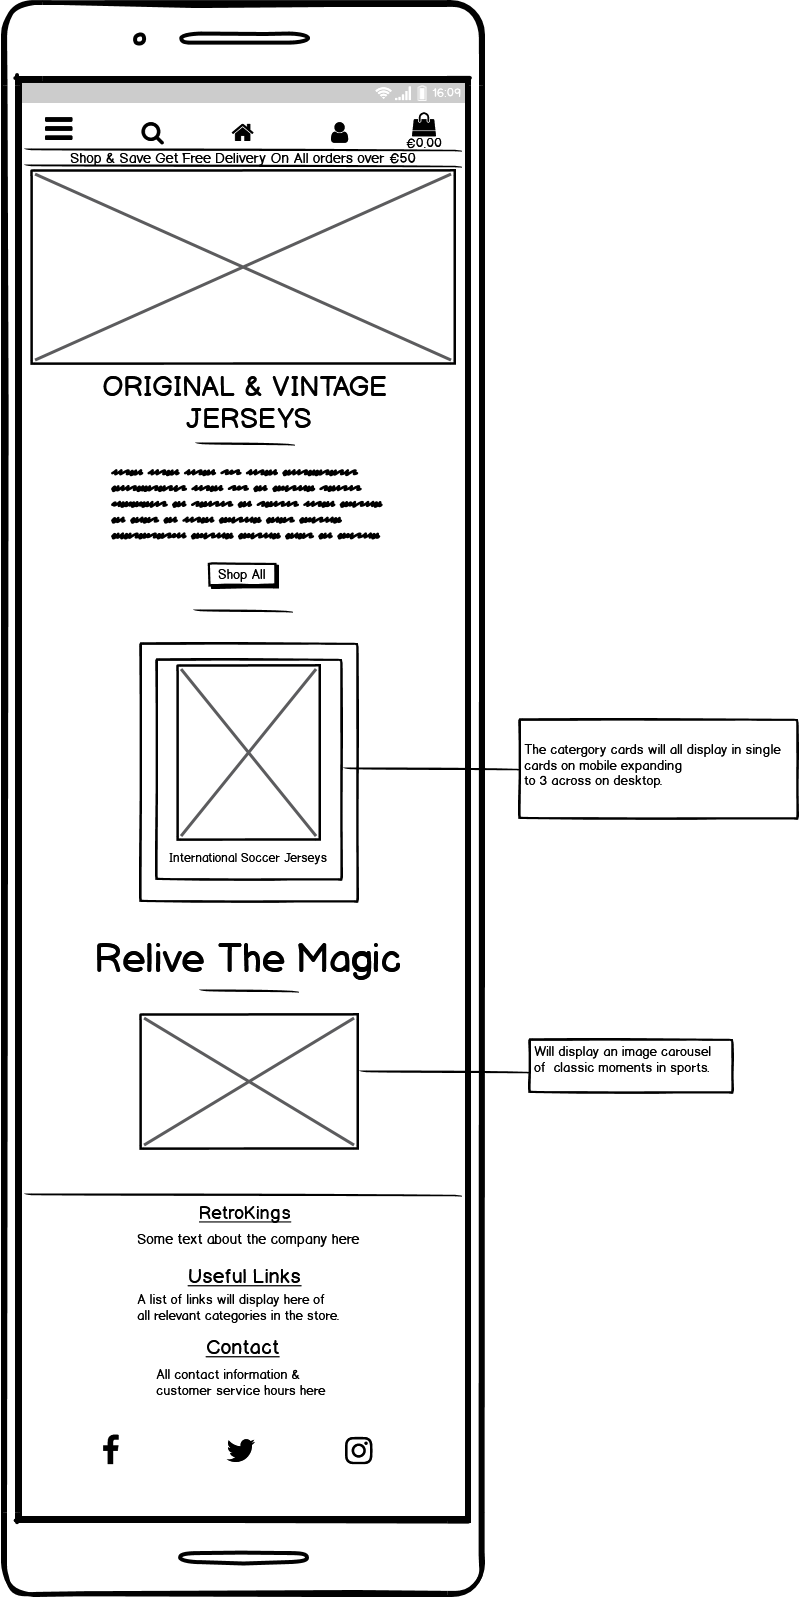 16:09
€0.00
Shop & Save Get Free Delivery On All orders over €50
ORIGINAL & VINTAGE
JERSEYS
Shop All
International Soccer Jerseys
The catergory cards will all display in single
cards on mobile expanding
to 3 across on desktop.
Relive The Magic
Will display an image carousel
of classic moments in sports.
RetroKings
Some text about the company here
Useful Links
A list of links will display here of
all relevant categories in the store.
Contact
All contact information &
customer service hours here